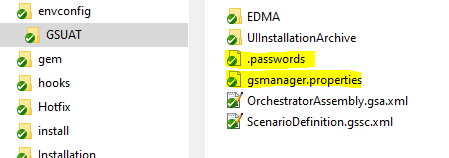 envconfig
GSUAT
gem
hooks
Hotfix
install
Installation
EDMA
UIInstallationArchive
.passwords
gsmanager.properties
OrchestratorAssembly.gsa.xml
ScenarioDefinition.gssc.xml